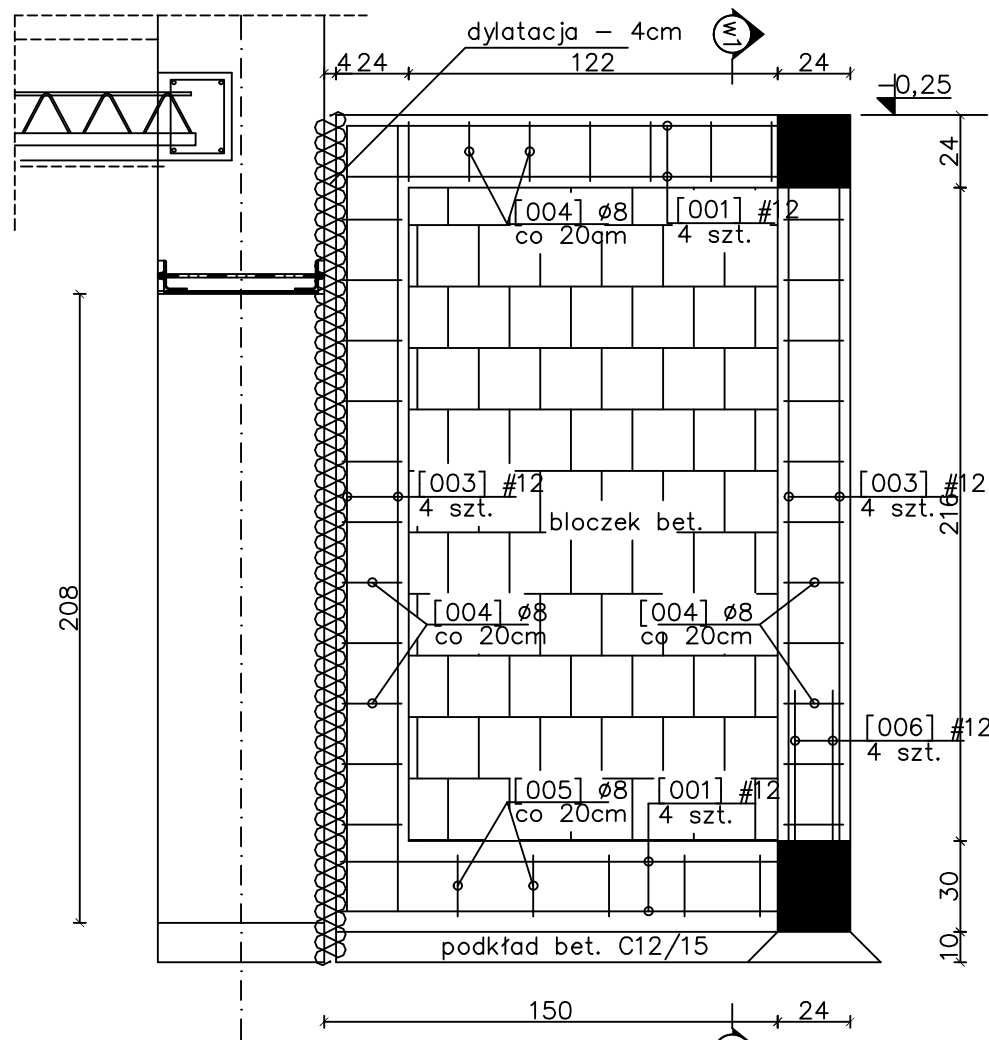 dylatacja – 4cm
w1
4 24
122
24
-0,25
24
[004] ø8
co 20cm
[001] #12
4 szt.
[003] #12
4 szt.
[003] #12
4 szt.
216
bloczek bet.
208
[004] ø8
co 20cm
[004] ø8
co 20cm
[006] #12
4 szt.
[005] ø8
co 20cm
[001] #12
4 szt.
30
podkład bet. C12/15
10
150
24